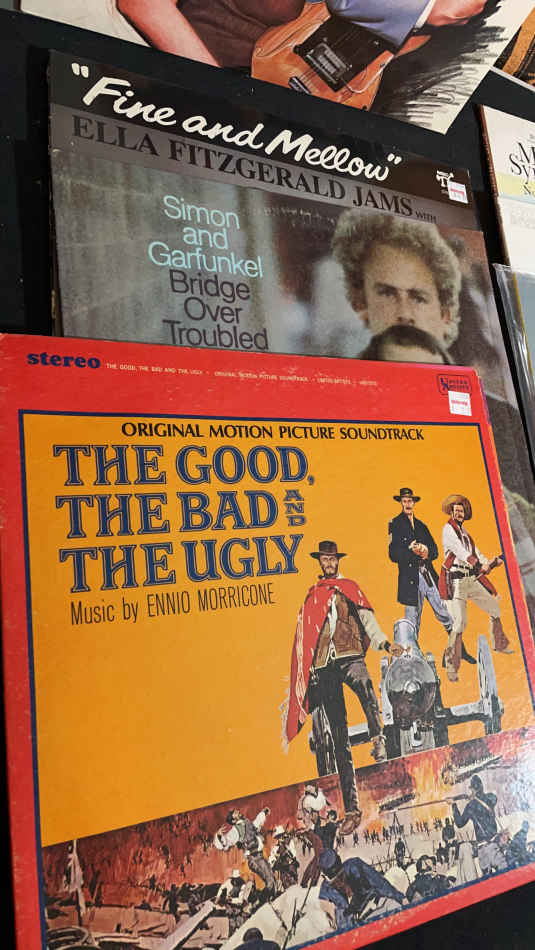 "Fine and Mellow"
ELLA FITZGERALD JAMS WITH
Simon
and
Garfunkel
Bridge
Over
Troubled
stereo THE GOOD, THE BAD AND THE UGLY · ORIGINAL MOTION PICTURE SOUNDTRACK · UNITED ARTISTS ·
UNITED
ARTISTS
ORIGINAL MOTION PICTURE SOUNDTRACK
THE GOOD,
THE BAD AND
THE UGLY
Music by ENNIO MORRICONE